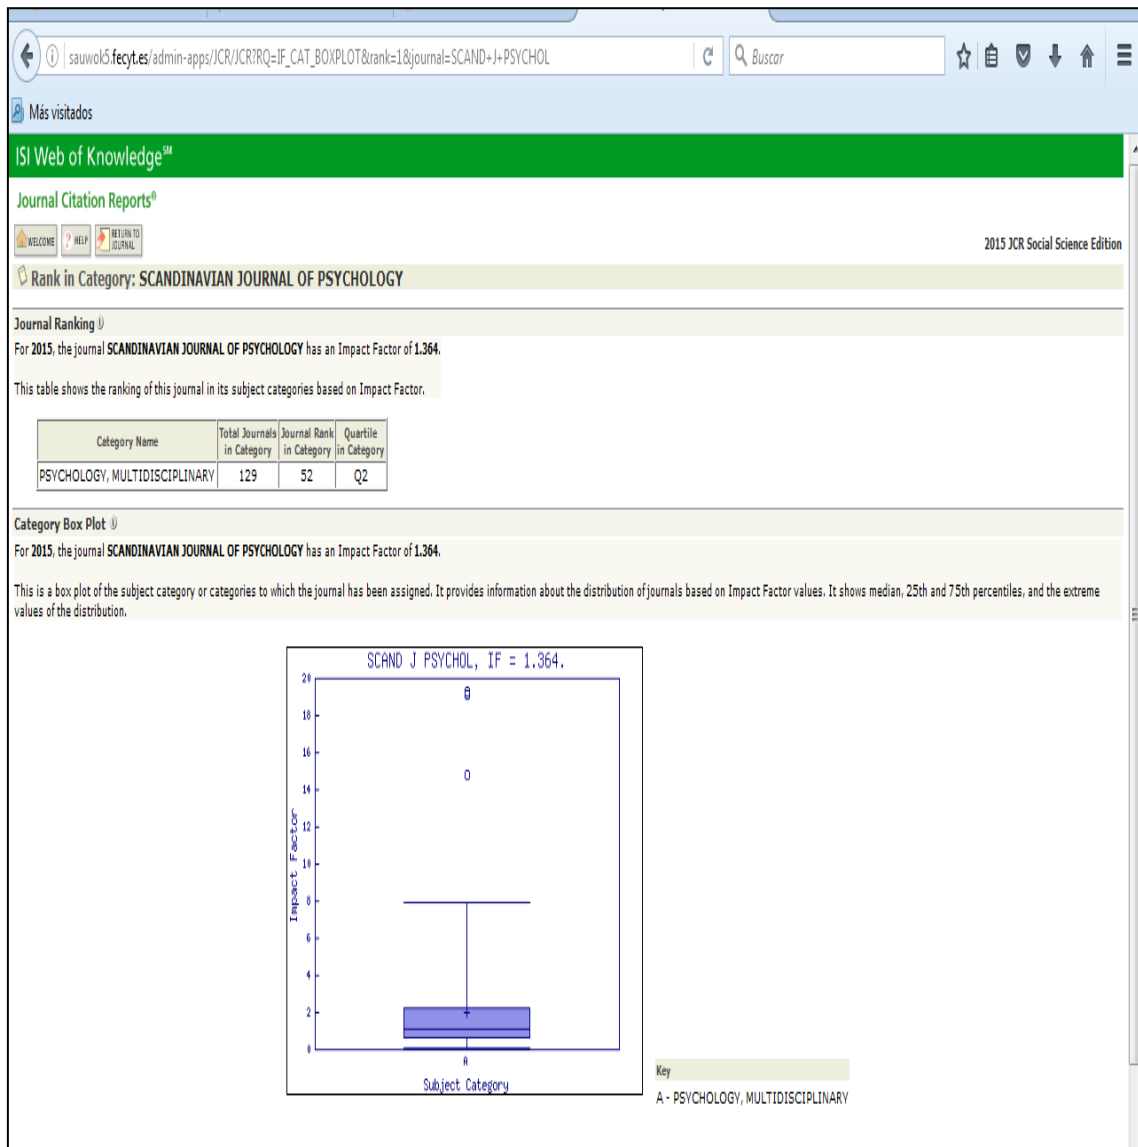 sauwok5.fecyt.es/admin-apps/JCR/JCR?RQ=IF_CAT_BOXPLOT&rank=1&journal=SCAND+J+PSYCHOL
Buscar
Más visitados
ISI Web of Knowledge℠
Journal Citation Reports®
WELCOME ? HELP RETURN TO JOURNAL
2015 JCR Social Science Edition
Rank in Category: SCANDINAVIAN JOURNAL OF PSYCHOLOGY
Journal Ranking
For 2015, the journal SCANDINAVIAN JOURNAL OF PSYCHOLOGY has an Impact Factor of 1.364.
This table shows the ranking of this journal in its subject categories based on Impact Factor.
Category Name Total Journals in Category Journal Rank in Category Quartile in Category
PSYCHOLOGY, MULTIDISCIPLINARY 129 52 Q2
Category Box Plot
For 2015, the journal SCANDINAVIAN JOURNAL OF PSYCHOLOGY has an Impact Factor of 1.364.
This is a box plot of the subject category or categories to which the journal has been assigned. It provides information about the distribution of journals based on Impact Factor values. It shows median, 25th and 75th percentiles, and the extreme
values of the distribution.
SCAND J PSYCHOL, IF = 1.364.
20
18
16
14
12
10
8
6
4
2
0
Impact Factor
A
Subject Category
Key
A - PSYCHOLOGY, MULTIDISCIPLINARY